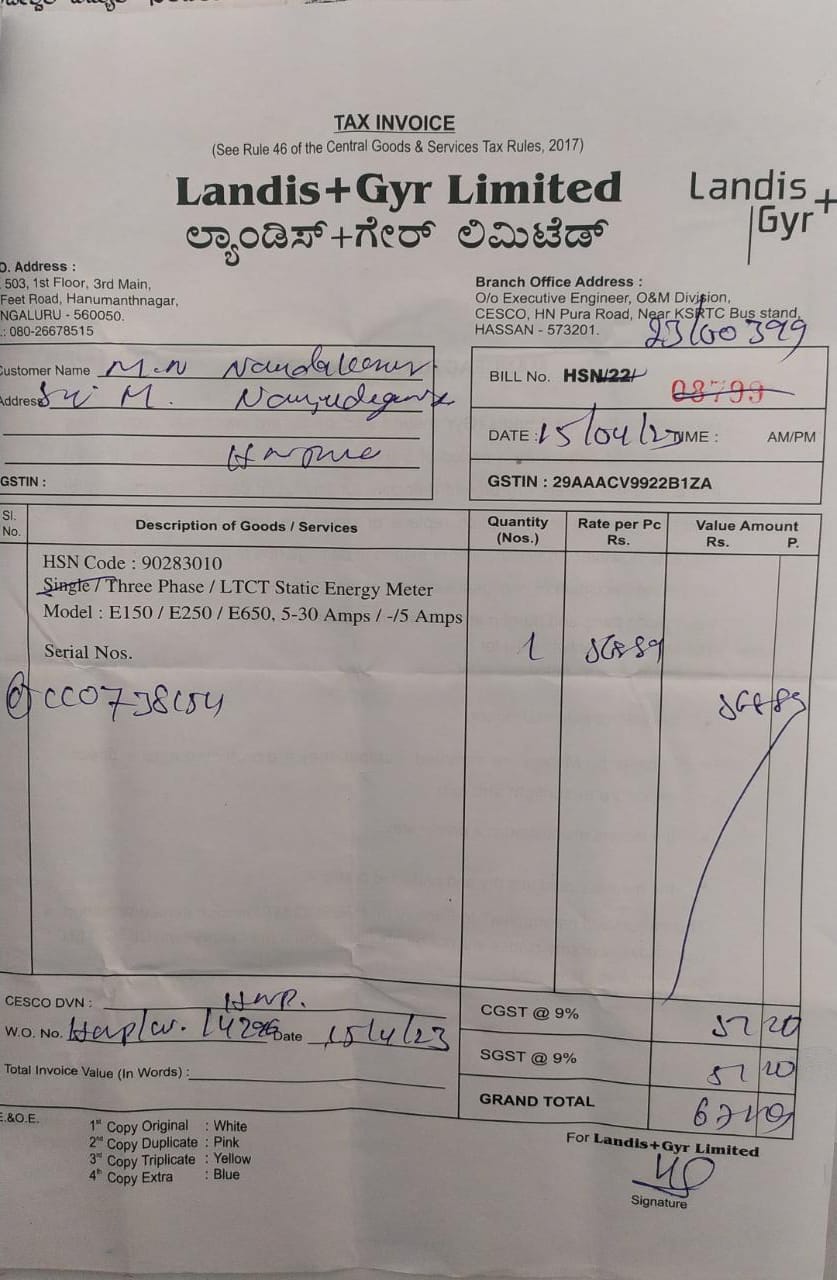 TAX INVOICE
(See Rule 46 of the Central Goods & Services Tax Rules, 2017)
Landis+Gyr Limited
ಲ್ಯಾಂಡಿಸ್+ಗೇರ್ ಲಿಮಿಟೆಡ್
Landis+
Gyr
O. Address :
503, 1st Floor, 3rd Main,
Feet Road, Hanumanthnagar,
NGALURU - 560050.
.: 080-26678515
Branch Office Address :
O/o Executive Engineer, O&M Division,
CESCO, HN Pura Road, Near KSRTC Bus stand,
HASSAN - 573201.
23/00399
Customer Name M.N
Address Sri M.
GSTIN :
BILL No. HSN/22/
08799
DATE : 15/04/23 TIME : AM/PM
GSTIN : 29AAACV9922B1ZA
Sl. No. Description of Goods / Services Quantity (Nos.) Rate per Pc Rs. Value Amount Rs. P.
HSN Code : 90283010
Single / Three Phase / LTCT Static Energy Meter
Model : E150 / E250 / E650, 5-30 Amps / -/5 Amps
Serial Nos. 1
CESCO DVN : HNP.
W.O. No. Date 15/4/23
Total Invoice Value (In Words) :
CGST @ 9% 20
SGST @ 9% 20
GRAND TOTAL
E.&O.E.
1st Copy Original : White
2nd Copy Duplicate : Pink
3rd Copy Triplicate : Yellow
4th Copy Extra : Blue
For Landis+Gyr Limited
Signature